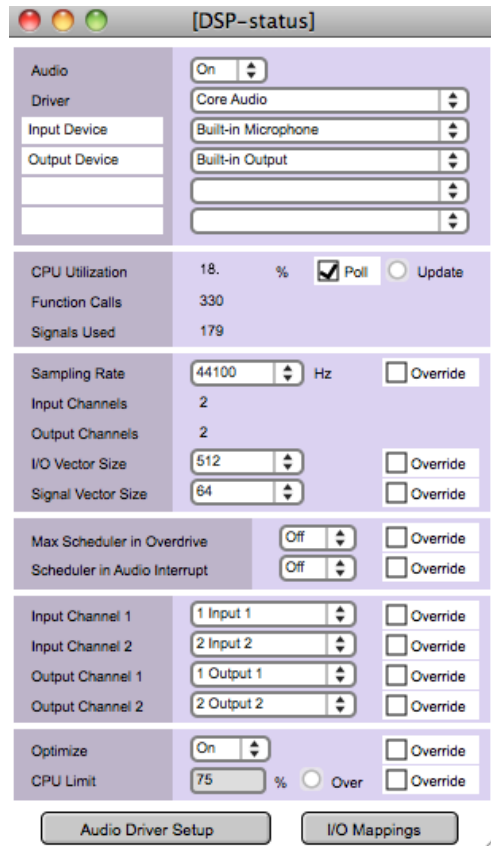 [DSP-status]
Audio On
Driver Core Audio
Input Device Built-in Microphone
Output Device Built-in Output
CPU Utilization 18. % Poll Update
Function Calls 330
Signals Used 179
Sampling Rate 44100 Hz Override
Input Channels 2
Output Channels 2
I/O Vector Size 512 Override
Signal Vector Size 64 Override
Max Scheduler in Overdrive Off Override
Scheduler in Audio Interrupt Off Override
Input Channel 1 1 Input 1 Override
Input Channel 2 2 Input 2 Override
Output Channel 1 1 Output 1 Override
Output Channel 2 2 Output 2 Override
Optimize On Override
CPU Limit 75 % Over Override
Audio Driver Setup I/O Mappings